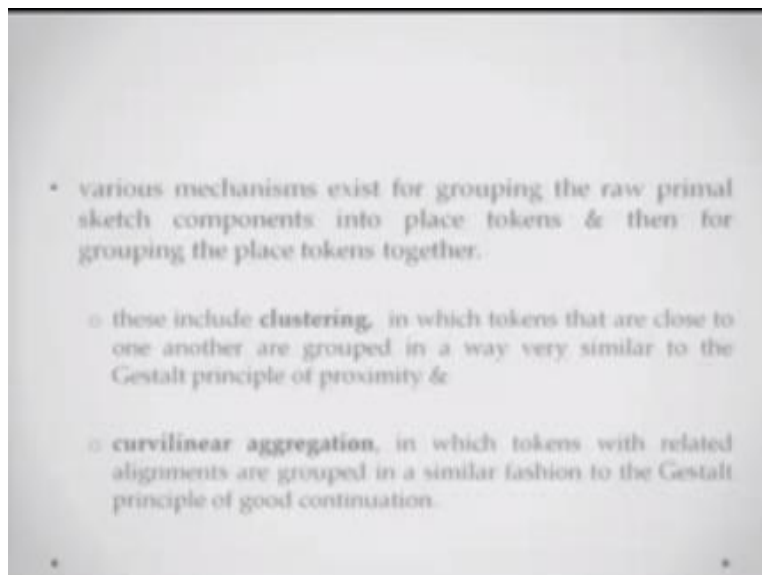 • various mechanisms exist for grouping the raw primal
sketch components into place tokens & then for
grouping the place tokens together.
o these include clustering, in which tokens that are close to
one another are grouped in a way very similar to the
Gestalt principle of proximity &
o curvilinear aggregation, in which tokens with related
alignments are grouped in a similar fashion to the Gestalt
principle of good continuation.